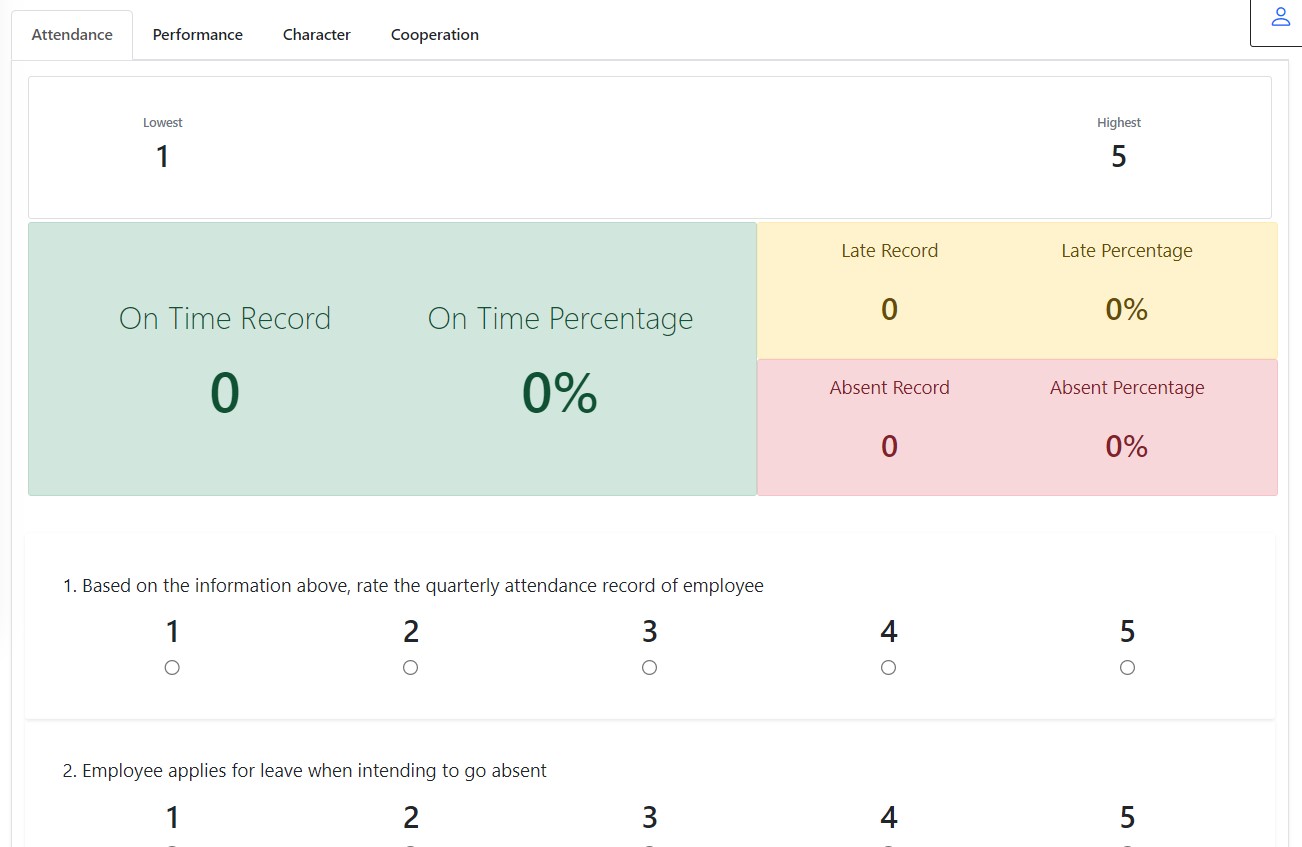 Attendance Performance Character Cooperation
Lowest Highest
1 5
On Time Record On Time Percentage
0 0%
Late Record Late Percentage
0 0%
Absent Record Absent Percentage
0 0%
1. Based on the information above, rate the quarterly attendance record of employee
1 2 3 4 5
2. Employee applies for leave when intending to go absent
1 2 3 4 5